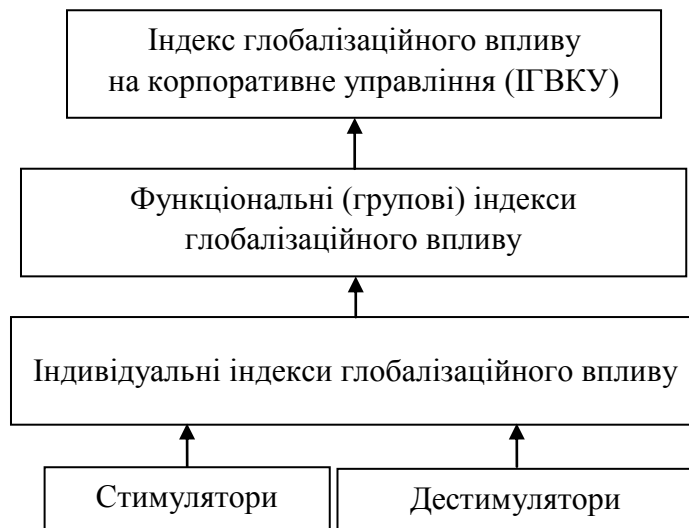 Індекс глобалізаційного впливу
на корпоративне управління (ІГВКУ)
Функціональні (групові) індекси
глобалізаційного впливу
Індивідуальні індекси глобалізаційного впливу
Стимулятори
Дестимулятори